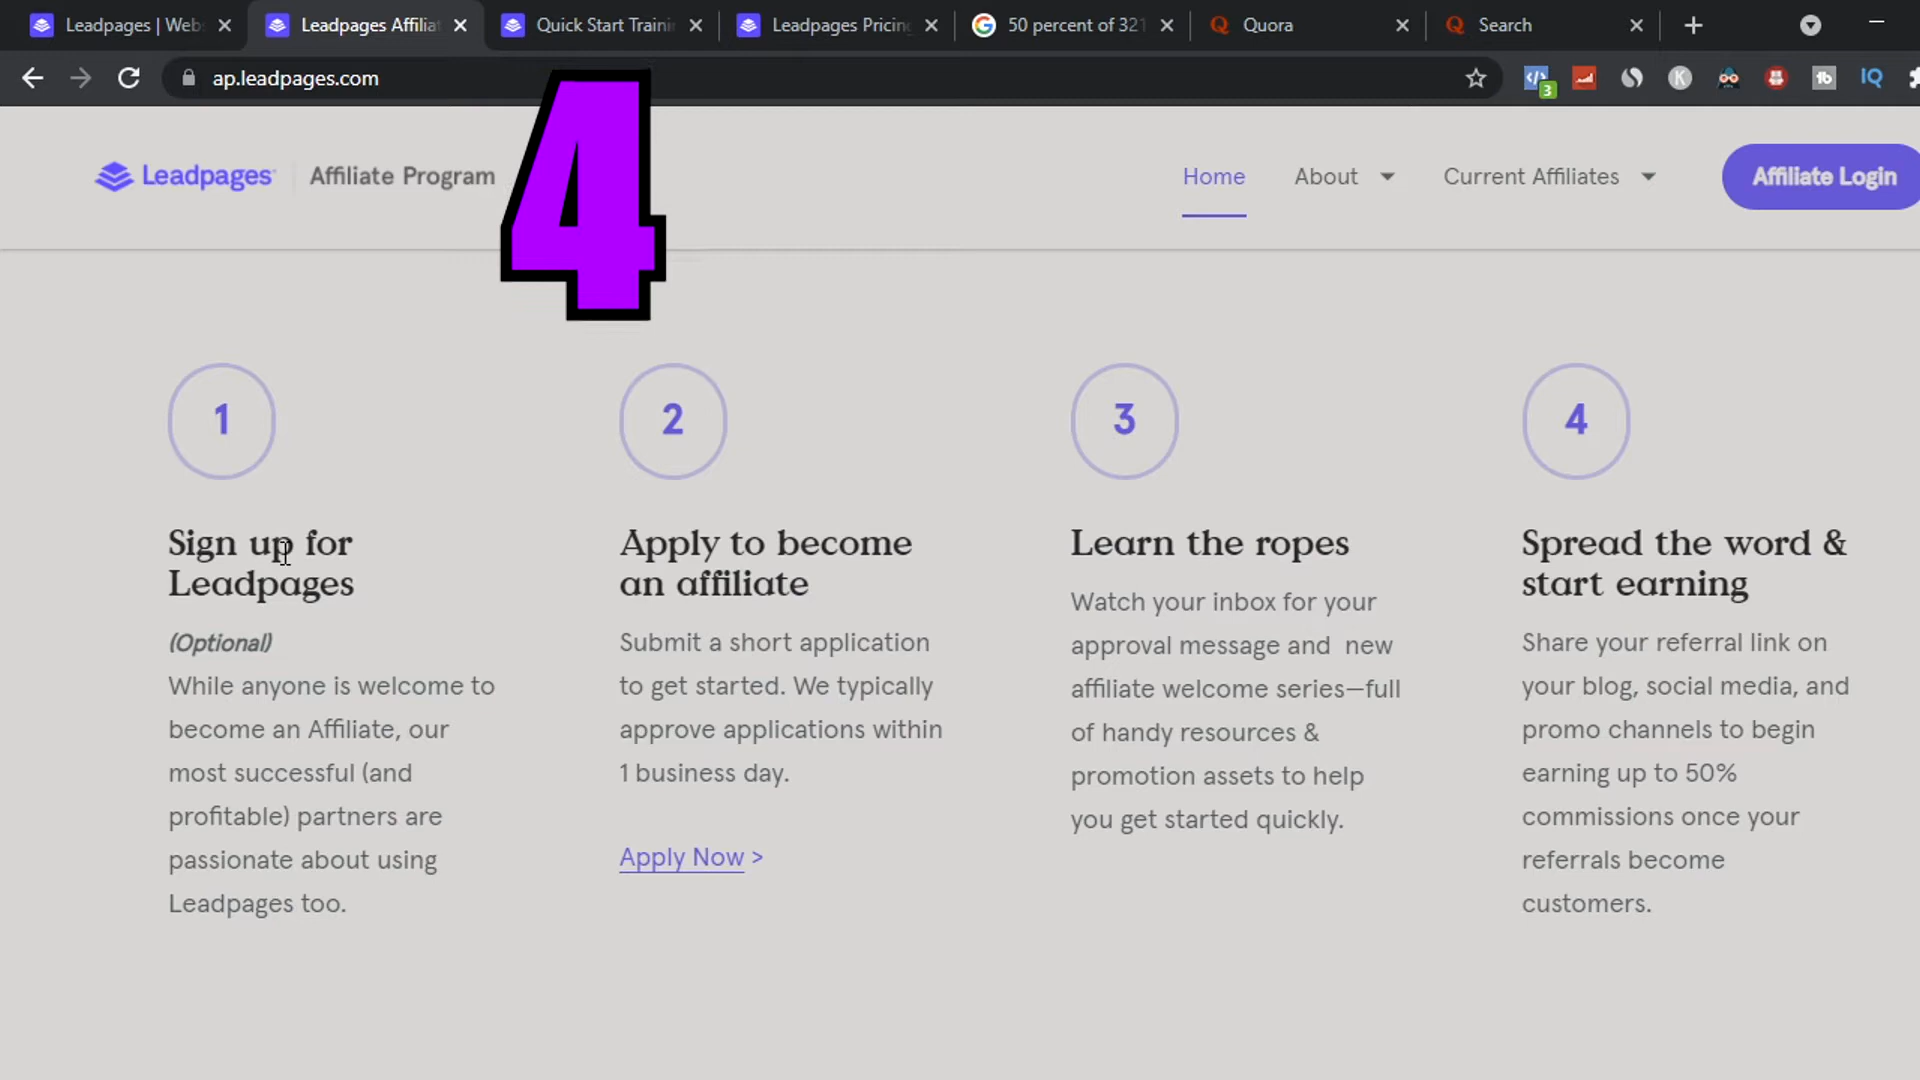 Leadpages | Web
Leadpages Affilia
Quick Start Traini
Leadpages Pricing
50 percent of 321
Quora
Search
ap.leadpages.com
3
K
tb
IQ
4
Leadpages
Affiliate Program
Home
About
Current Affiliates
Affiliate Login
1
Sign up for
Leadpages
(Optional)
While anyone is welcome to
become an Affiliate, our
most successful (and
profitable) partners are
passionate about using
Leadpages too.
2
Apply to become
an affiliate
Submit a short application
to get started. We typically
approve applications within
1 business day.
Apply Now >
3
Learn the ropes
Watch your inbox for your
approval message and new
affiliate welcome series—full
of handy resources &
promotion assets to help
you get started quickly.
4
Spread the word &
start earning
Share your referral link on
your blog, social media, and
promo channels to begin
earning up to 50%
commissions once your
referrals become
customers.